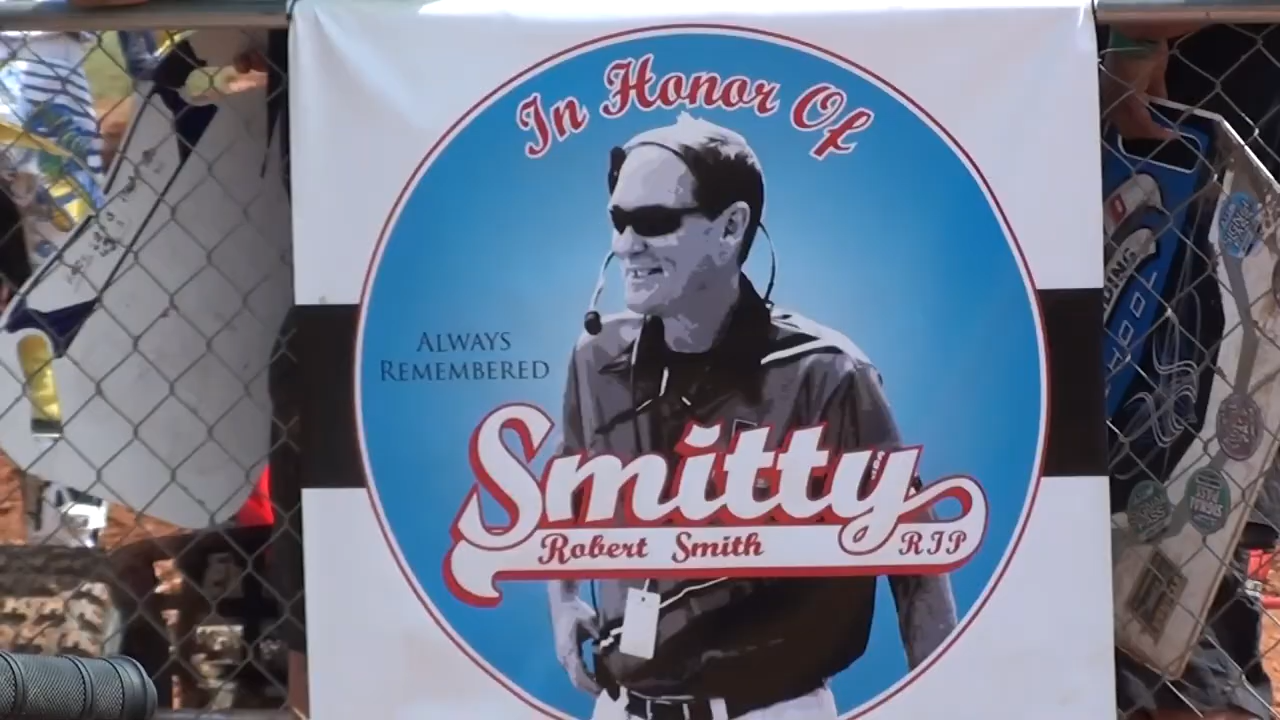 In Honor Of
Always
Remembered
Smitty
Robert Smith RIP